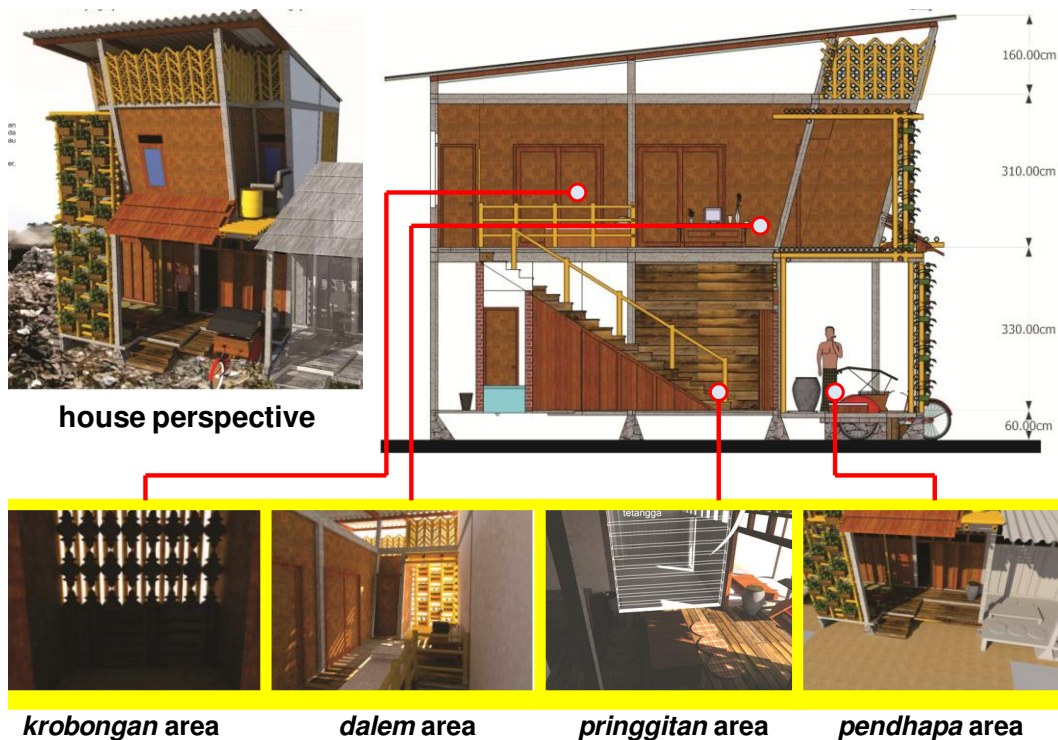 160.00cm
310.00cm
330.00cm
60.00cm
house perspective
tetangga
krobongan area
dalem area
pringgitan area
pendhapa area